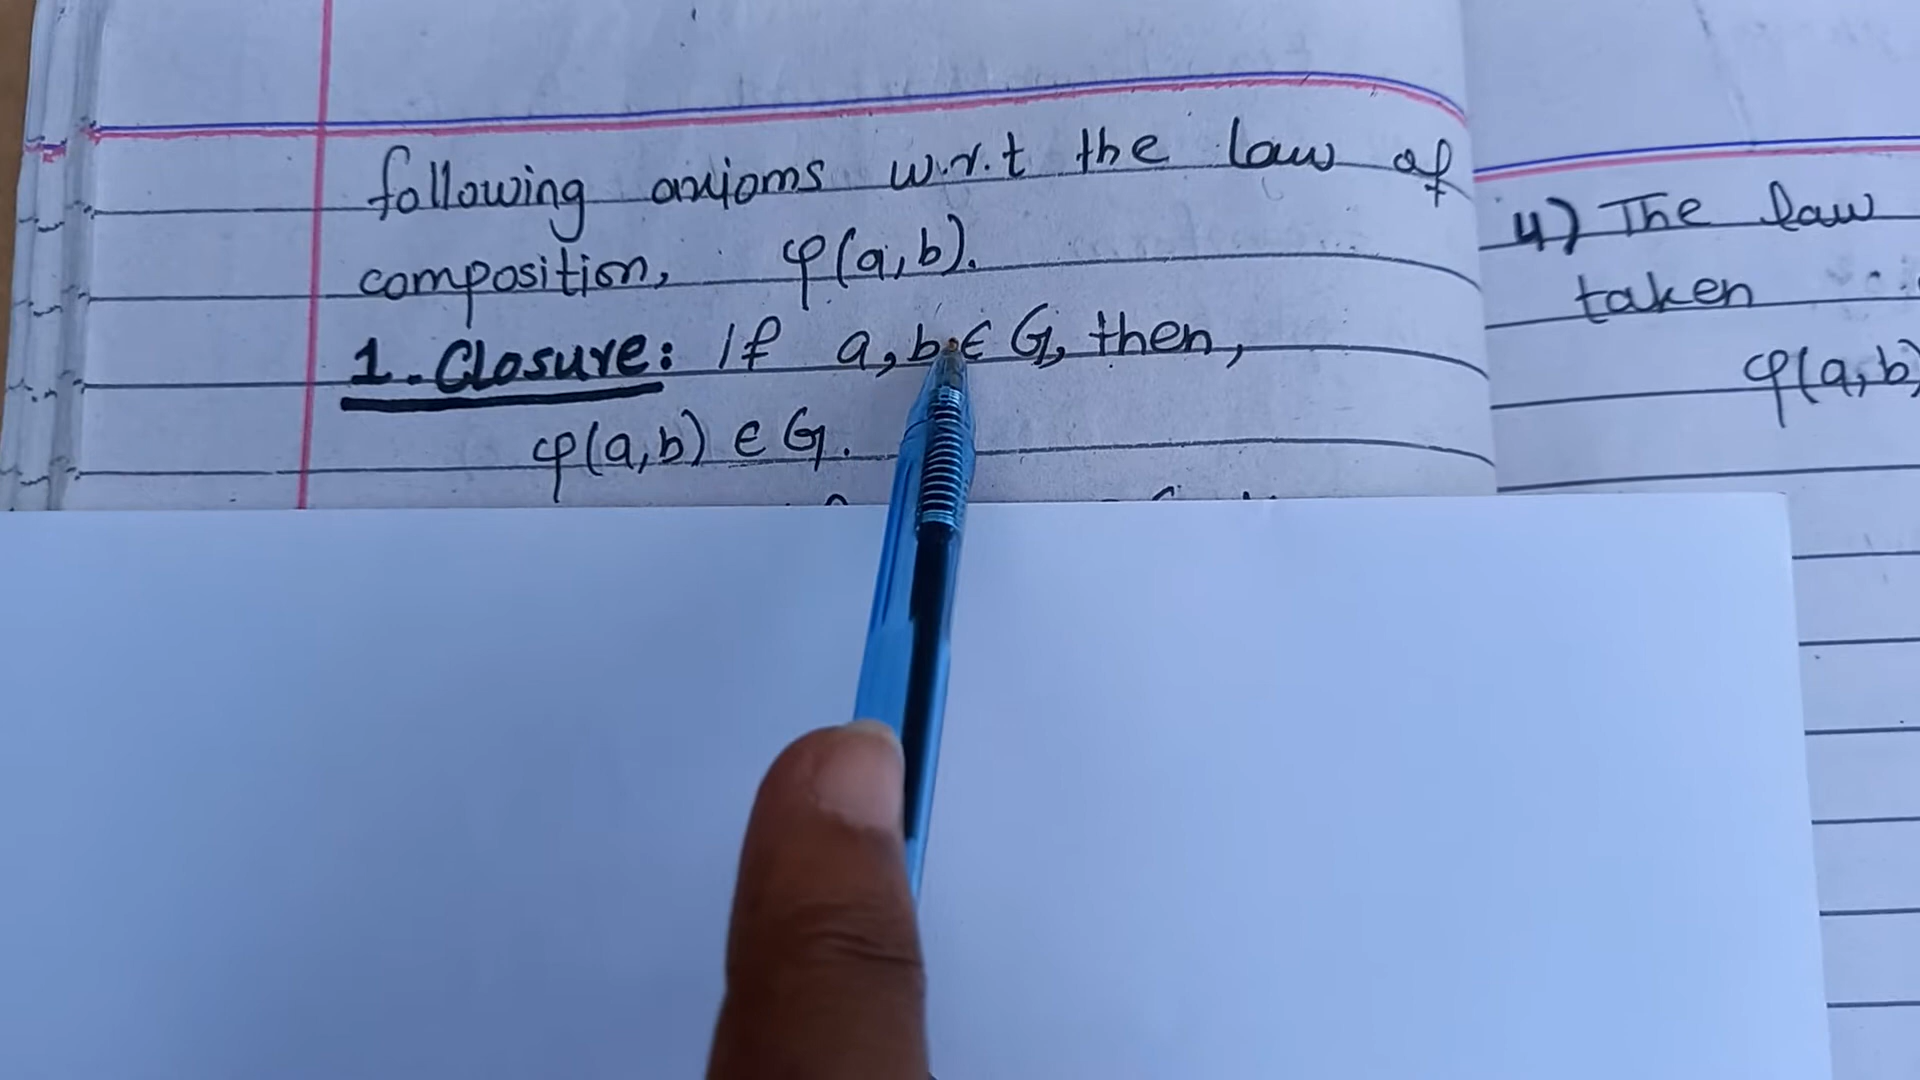 following axioms w.r.t the law of
composition, φ(a,b).
1. Closure: If a, b ∈ G, then,
φ(a,b) ∈ G.
4) The law
taken
φ(a,b)